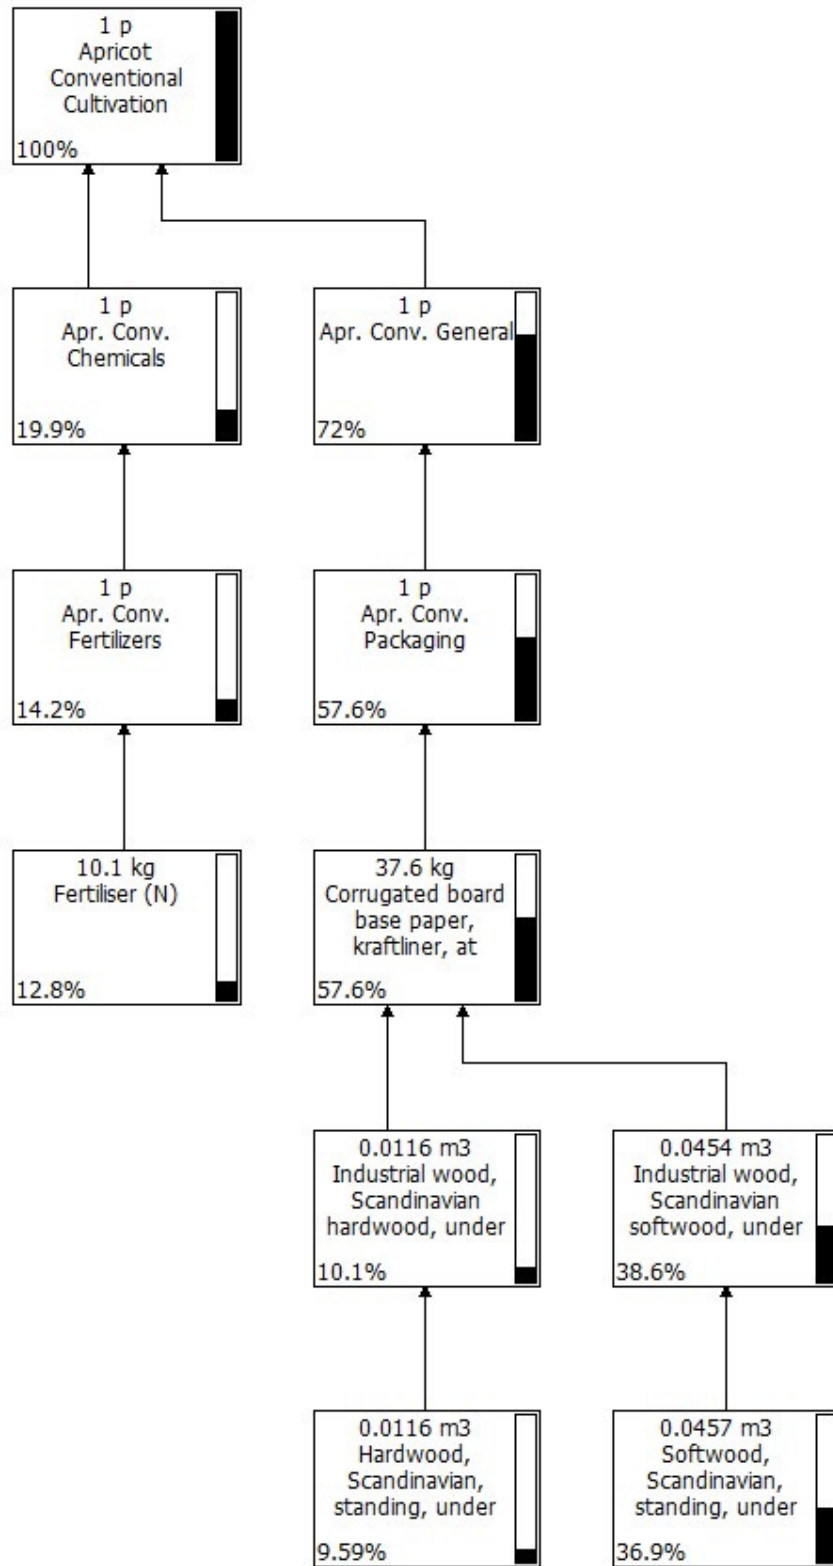 1 p
Apricot
Conventional
Cultivation
100%
1 p
Apr. Conv.
Chemicals
19.9%
1 p
Apr. Conv. General
72%
1 p
Apr. Conv.
Fertilizers
14.2%
1 p
Apr. Conv.
Packaging
57.6%
10.1 kg
Fertiliser (N)
12.8%
37.6 kg
Corrugated board
base paper,
kraftliner, at
57.6%
0.0116 m3
Industrial wood,
Scandinavian
hardwood, under
10.1%
0.0454 m3
Industrial wood,
Scandinavian
softwood, under
38.6%
0.0116 m3
Hardwood,
Scandinavian,
standing, under
9.59%
0.0457 m3
Softwood,
Scandinavian,
standing, under
36.9%